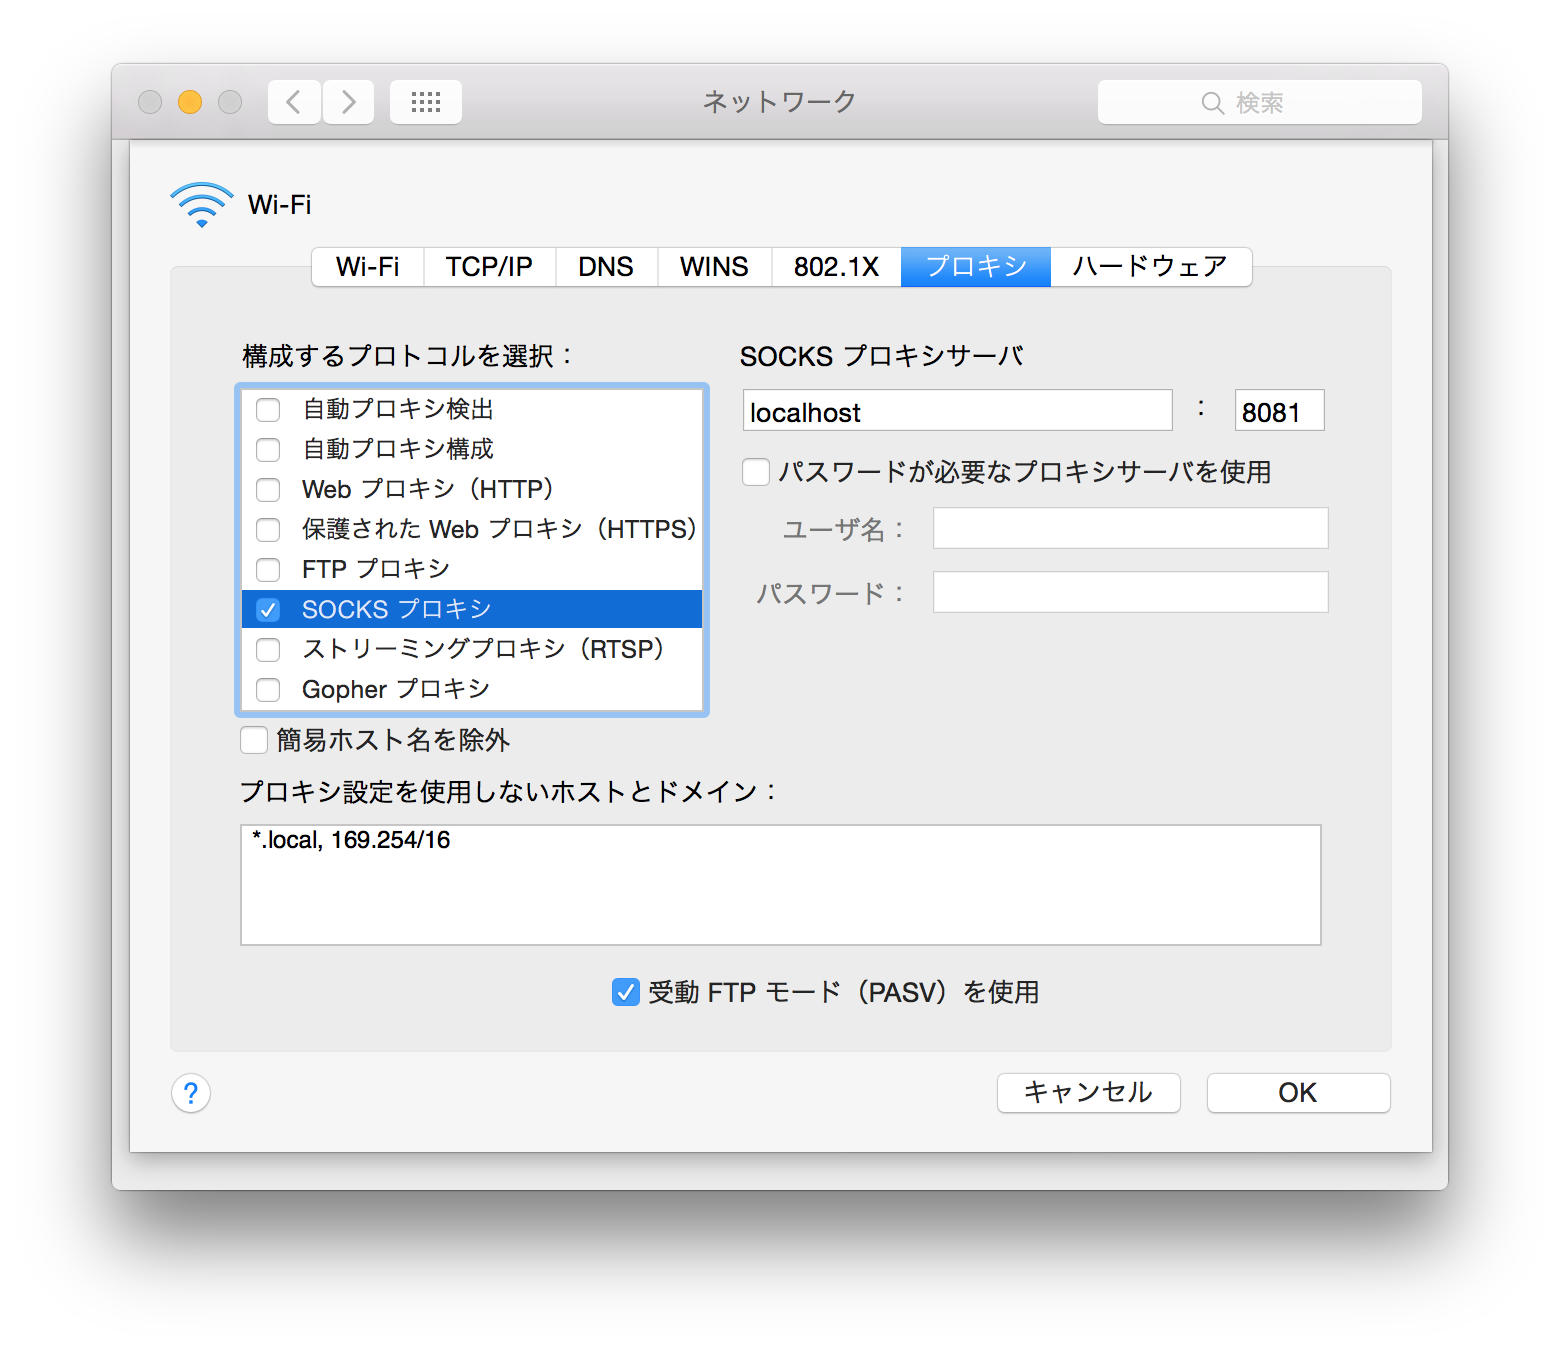 ネットワーク
検索
Wi-Fi
Wi-Fi TCP/IP DNS WINS 802.1X プロキシ ハードウェア
構成するプロトコルを選択：
自動プロキシ検出
自動プロキシ構成
Web プロキシ（HTTP）
保護された Web プロキシ（HTTPS）
FTP プロキシ
SOCKS プロキシ
ストリーミングプロキシ（RTSP）
Gopher プロキシ
SOCKS プロキシサーバ
localhost : 8081
パスワードが必要なプロキシサーバを使用
ユーザ名：
パスワード：
簡易ホスト名を除外
プロキシ設定を使用しないホストとドメイン：
*.local, 169.254/16
受動 FTP モード（PASV）を使用
?
キャンセル OK